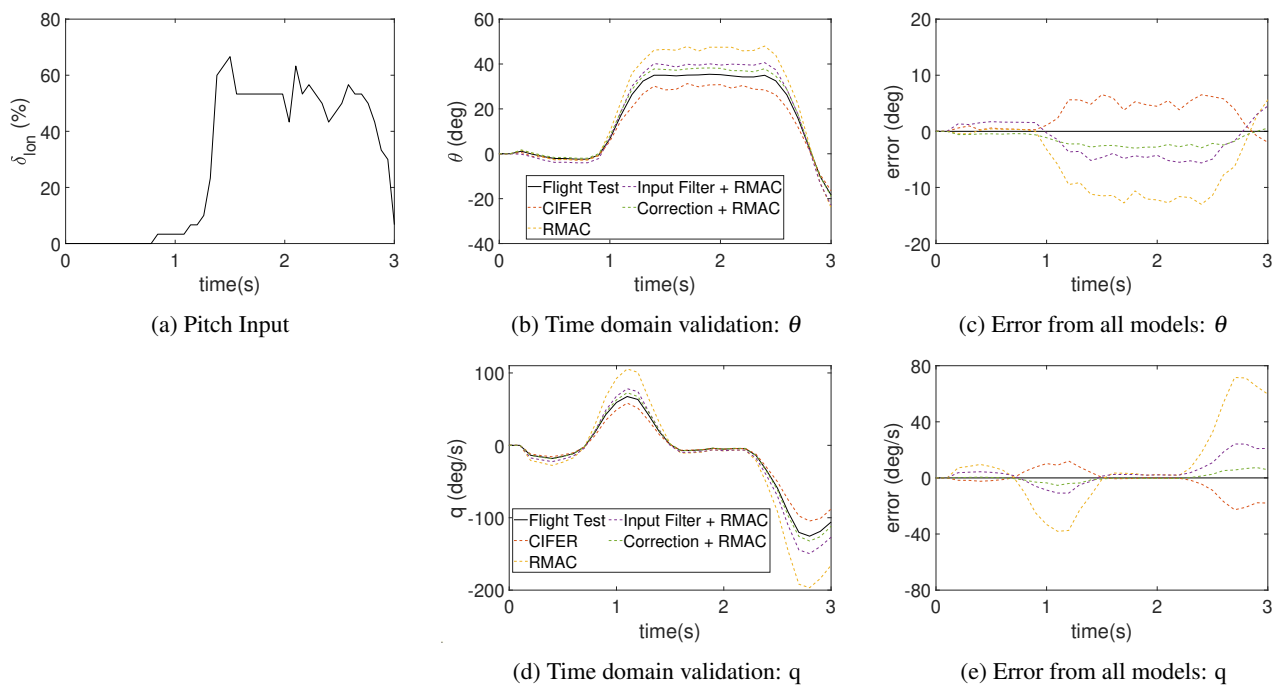 80
60
40
20
0
δlon (%)
0
1
2
3
time(s)
(a) Pitch Input
60
40
20
0
-20
-40
θ (deg)
Flight Test
CIFER
RMAC
Input Filter + RMAC
Correction + RMAC
0
1
2
3
time(s)
(b) Time domain validation: θ
20
10
0
-10
-20
error (deg)
0
1
2
3
time(s)
(c) Error from all models: θ
100
0
-100
-200
q (deg/s)
Flight Test
CIFER
RMAC
Input Filter + RMAC
Correction + RMAC
0
1
2
3
time(s)
(d) Time domain validation: q
80
40
0
-40
-80
error (deg/s)
0
1
2
3
time(s)
(e) Error from all models: q